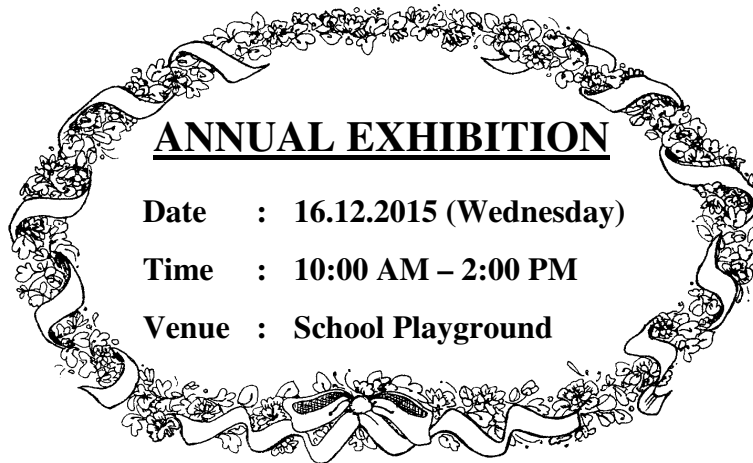 ANNUAL EXHIBITION
Date : 16.12.2015 (Wednesday)
Time : 10:00 AM – 2:00 PM
Venue : School Playground